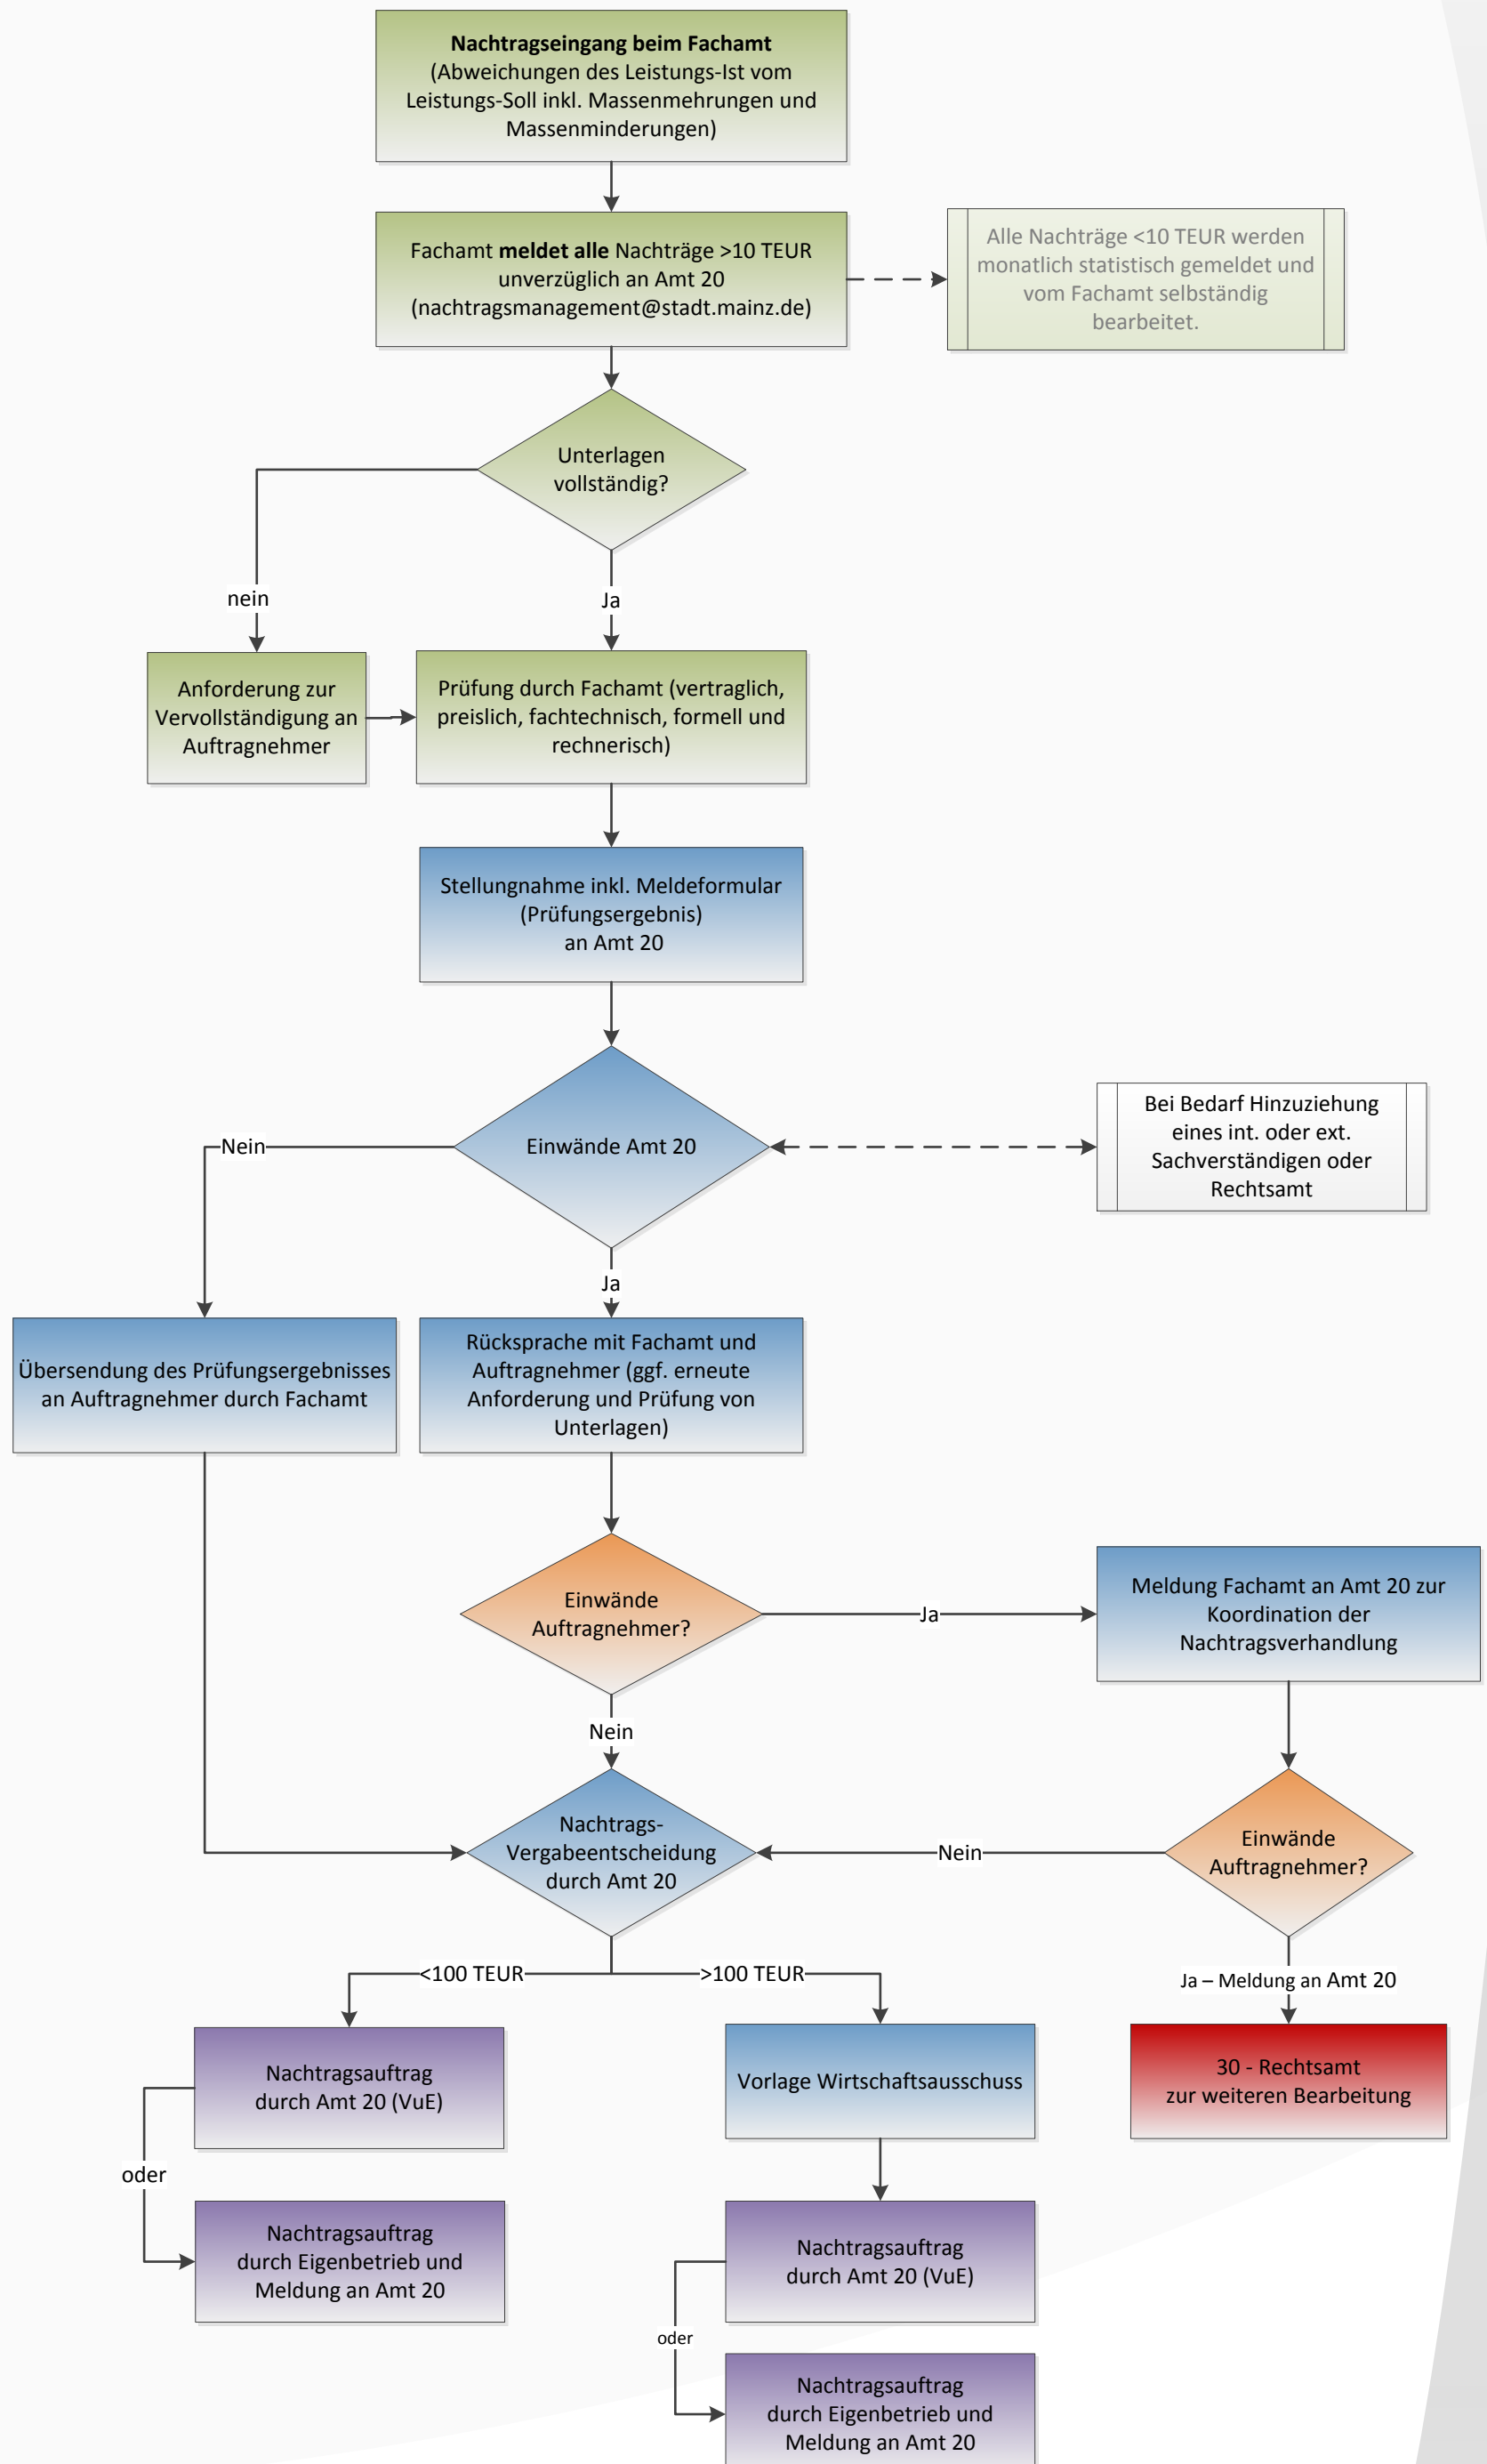 Nachtragseingang beim Fachamt
(Abweichungen des Leistungs-Ist vom
Leistungs-Soll inkl. Massenmehrungen und
Massenminderungen)
Fachamt meldet alle Nachträge >10 TEUR
unverzüglich an Amt 20
(nachtragsmanagement@stadt.mainz.de)
Alle Nachträge <10 TEUR werden
monatlich statistisch gemeldet und
vom Fachamt selbständig
bearbeitet.
Unterlagen
vollständig?
nein
Ja
Anforderung zur
Vervollständigung an
Auftragnehmer
Prüfung durch Fachamt (vertraglich,
preislich, fachtechnisch, formell und
rechnerisch)
Stellungnahme inkl. Meldeformular
(Prüfungsergebnis)
an Amt 20
Einwände Amt 20
Bei Bedarf Hinzuziehung
eines int. oder ext.
Sachverständigen oder
Rechtsamt
Nein
Ja
Übersendung des Prüfungsergebnisses
an Auftragnehmer durch Fachamt
Rücksprache mit Fachamt und
Auftragnehmer (ggf. erneute
Anforderung und Prüfung von
Unterlagen)
Einwände
Auftragnehmer?
Ja
Meldung Fachamt an Amt 20 zur
Koordination der
Nachtragsverhandlung
Nein
Nachtrags-
Vergabeentscheidung
durch Amt 20
Nein
Einwände
Auftragnehmer?
<100 TEUR
>100 TEUR
Ja – Meldung an Amt 20
Nachtragsauftrag
durch Amt 20 (VuE)
Vorlage Wirtschaftsausschuss
30 - Rechtsamt
zur weiteren Bearbeitung
oder
Nachtragsauftrag
durch Eigenbetrieb und
Meldung an Amt 20
Nachtragsauftrag
durch Amt 20 (VuE)
oder
Nachtragsauftrag
durch Eigenbetrieb und
Meldung an Amt 20